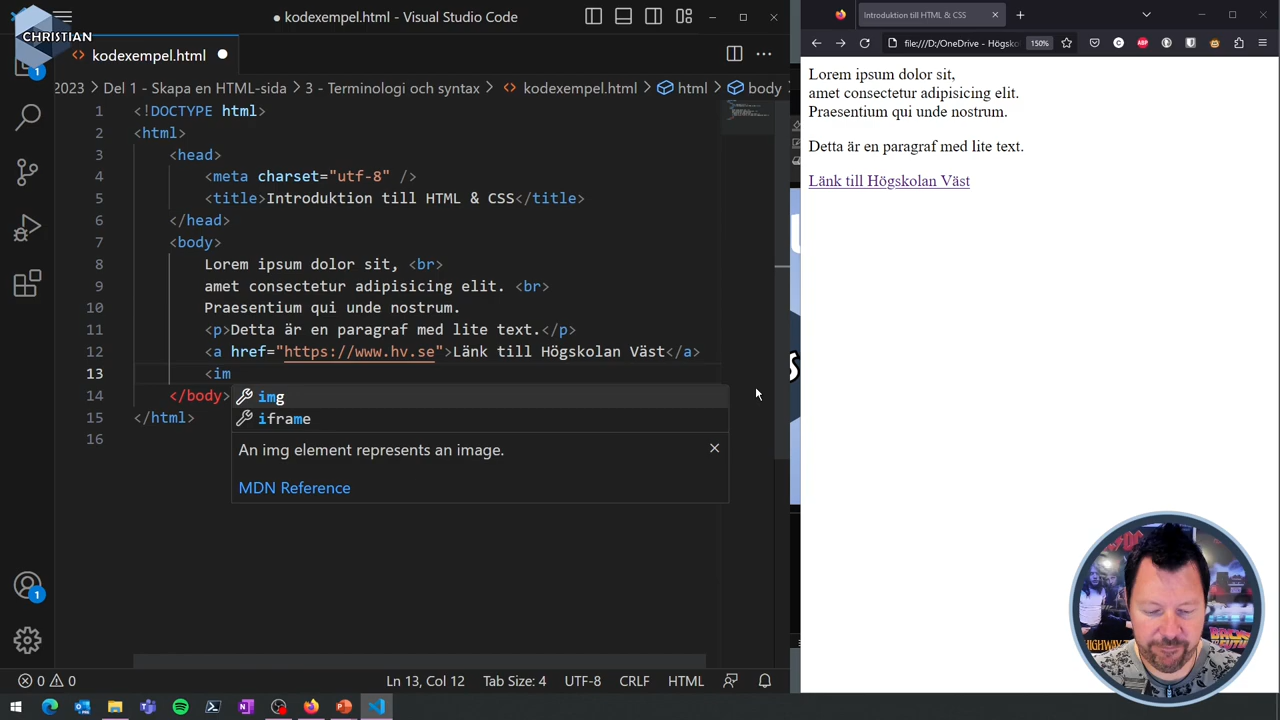 kodexempel.html - Visual Studio Code
CHRISTIAN
kodexempel.html
2023 > Del 1 - Skapa en HTML-sida > 3 - Terminologi och syntax > kodexempel.html > html > body
1 <!DOCTYPE html>
2 <html>
3 <head>
4 <meta charset="utf-8" />
5 <title>Introduktion till HTML & CSS</title>
6 </head>
7 <body>
8 Lorem ipsum dolor sit, <br>
9 amet consectetur adipisicing elit. <br>
10 Praesentium qui unde nostrum.
11 <p>Detta är en paragraf med lite text.</p>
12 <a href="https://www.hv.se">Länk till Högskolan Väst</a>
13 <im
14 </body>
15 </html>
16
img
iframe
An img element represents an image.
MDN Reference
1
1
0 0
Ln 13, Col 12
Tab Size: 4
UTF-8
CRLF
HTML
Introduktion till HTML & CSS
file:///D:/OneDrive - Högsko
150%
Lorem ipsum dolor sit,
amet consectetur adipisicing elit.
Praesentium qui unde nostrum.
Detta är en paragraf med lite text.
Länk till Högskolan Väst
HIGHWAY
BACK